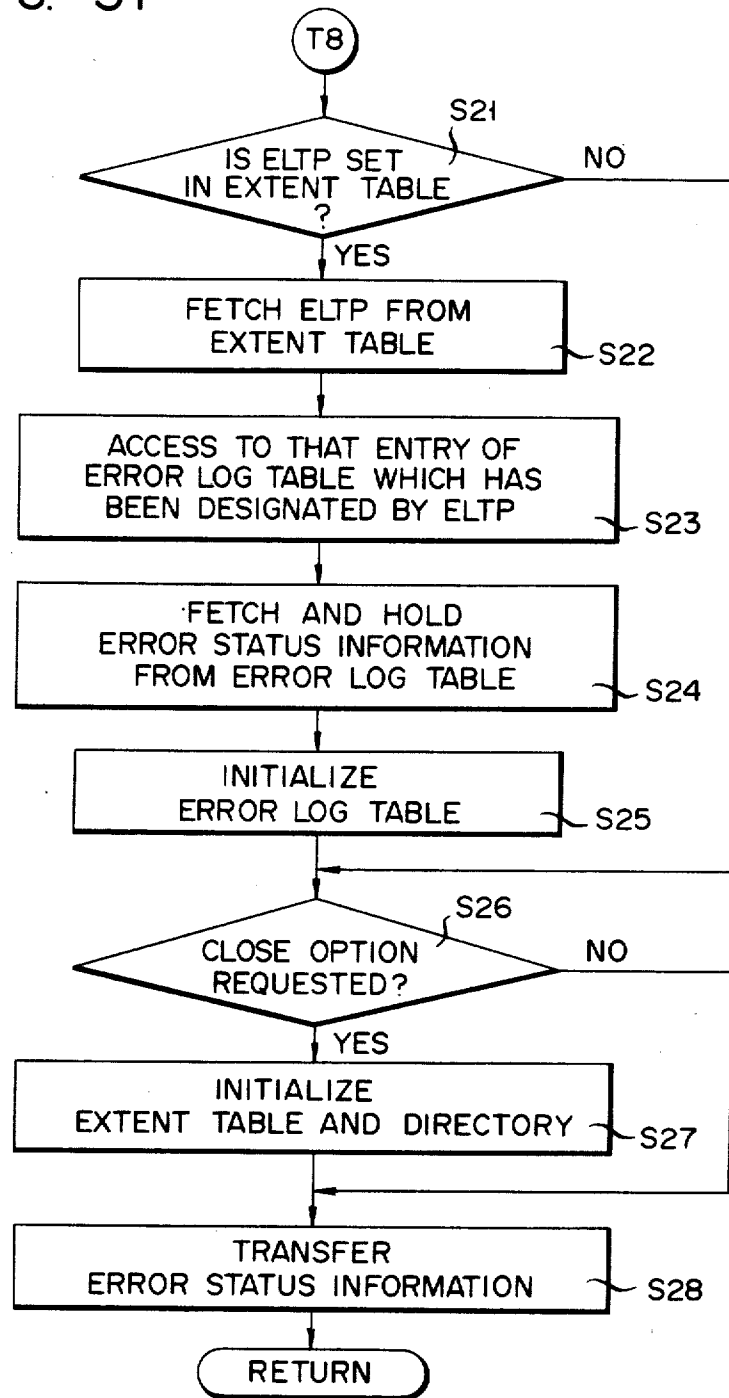 T8
S21
IS ELTP SET
IN EXTENT TABLE
?
NO
YES
FETCH ELTP FROM
EXTENT TABLE
S22
ACCESS TO THAT ENTRY OF
ERROR LOG TABLE WHICH HAS
BEEN DESIGNATED BY ELTP
S23
FETCH AND HOLD
ERROR STATUS INFORMATION
FROM ERROR LOG TABLE
S24
INITIALIZE
ERROR LOG TABLE
S25
S26
CLOSE OPTION
REQUESTED?
NO
YES
INITIALIZE
EXTENT TABLE AND DIRECTORY
S27
TRANSFER
ERROR STATUS INFORMATION
S28
RETURN